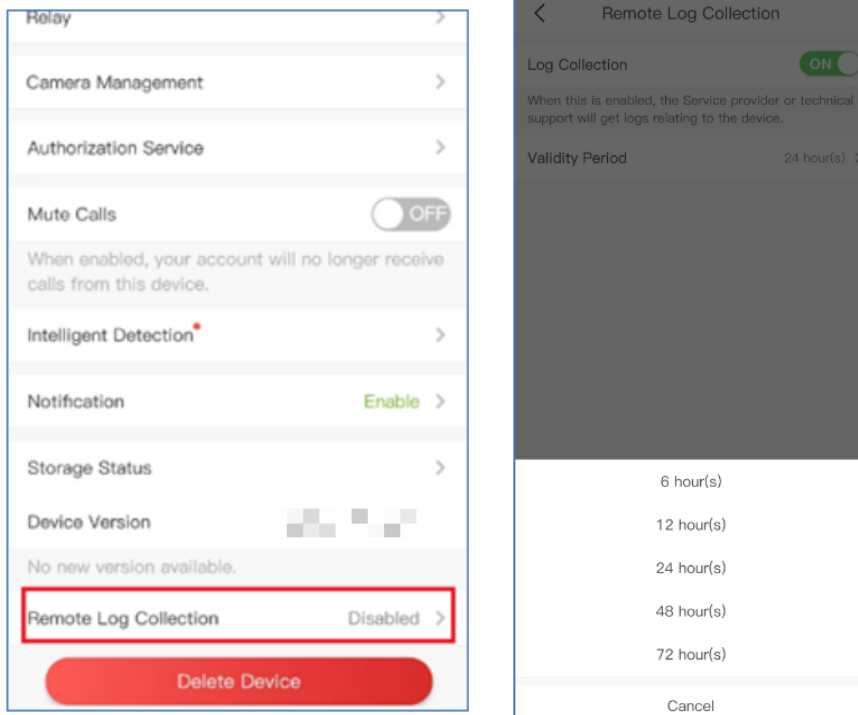 Relay
Camera Management
Authorization Service
Mute Calls
OFF
When enabled, your account will no longer receive
calls from this device.
Intelligent Detection
Notification
Enable
Storage Status
Device Version
No new version available.
Remote Log Collection
Disabled
Delete Device
Remote Log Collection
Log Collection
ON
When this is enabled, the Service provider or technical
support will get logs relating to the device.
Validity Period
24 hour(s)
6 hour(s)
12 hour(s)
24 hour(s)
48 hour(s)
72 hour(s)
Cancel